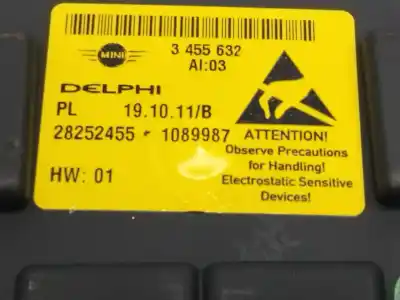 MINI
3 455 632
AI:03
DELPHI
PL 19.10.11/B
28252455 * 1089987
HW: 01
ATTENTION!
Observe Precautions
for Handling!
Electrostatic Sensitive
Devices!